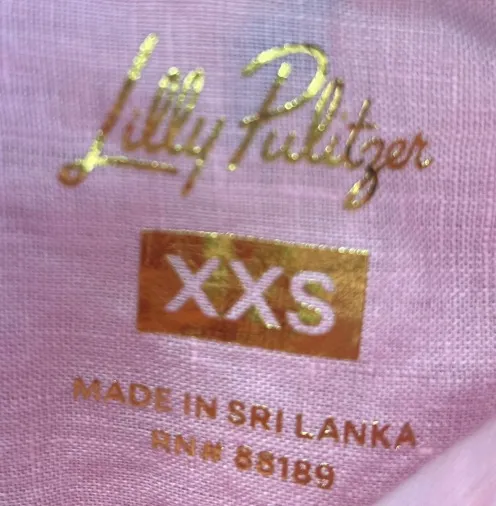 Lilly Pulitzer
XXS
MADE IN SRI LANKA
RN# 88189